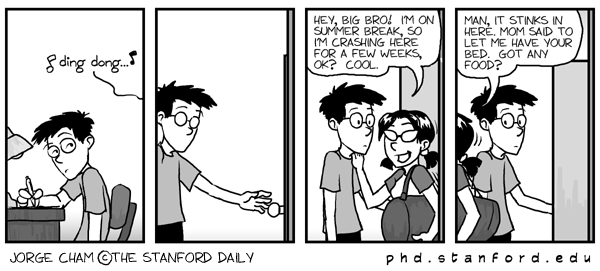 ding dong...
HEY, BIG BRO! I'M ON
SUMMER BREAK, SO
I'M CRASHING HERE
FOR A FEW WEEKS,
OK? COOL.
MAN, IT STINKS IN
HERE. MOM SAID TO
LET ME HAVE YOUR
BED. GOT ANY
FOOD?
JORGE CHAM ©THE STANFORD DAILY
phd.stanford.edu